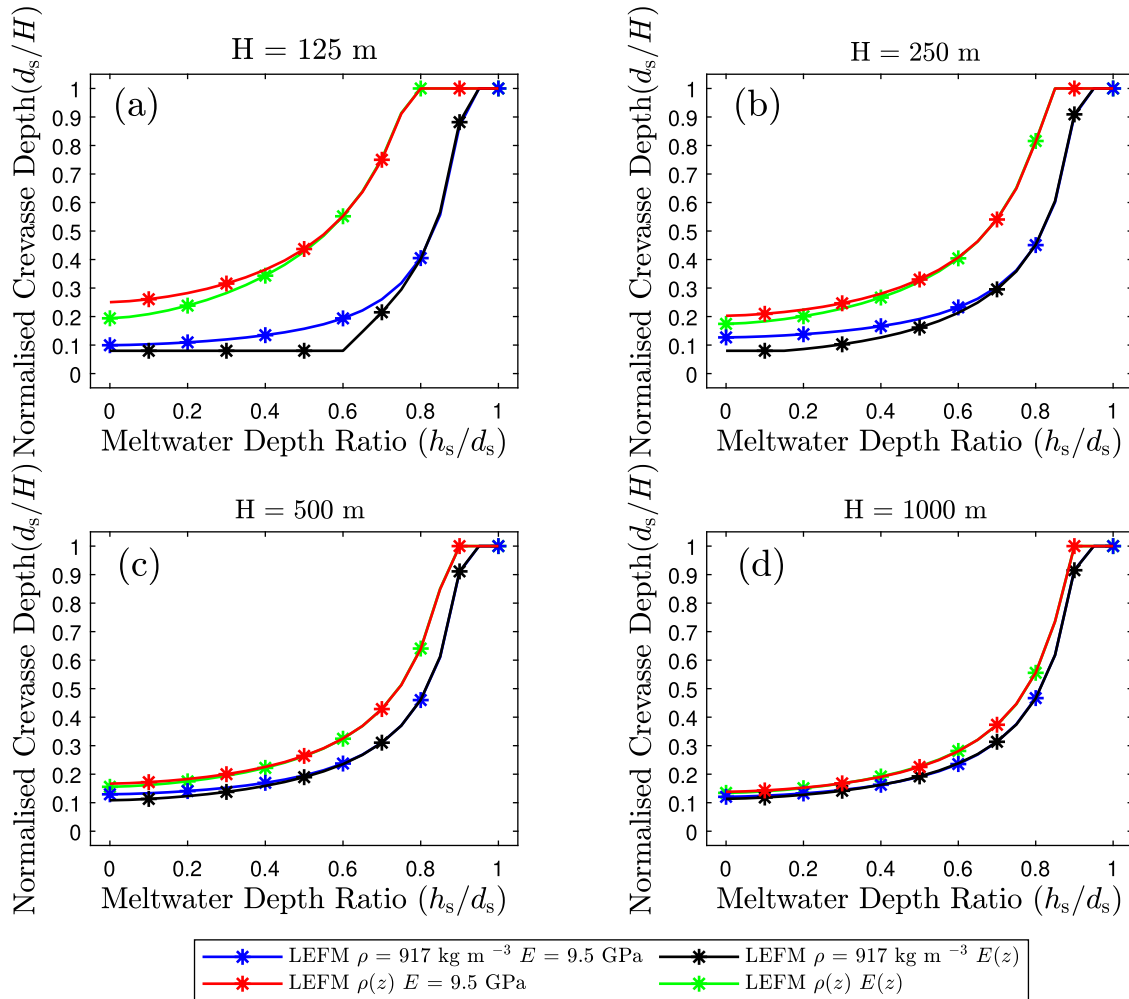 H = 125 m
(a)
Normalised Crevasse Depth(d_s/H)
1
0.9
0.8
0.7
0.6
0.5
0.4
0.3
0.2
0.1
0
0 0.2 0.4 0.6 0.8 1
Meltwater Depth Ratio (h_s/d_s)
H = 250 m
(b)
Normalised Crevasse Depth(d_s/H)
1
0.9
0.8
0.7
0.6
0.5
0.4
0.3
0.2
0.1
0
0 0.2 0.4 0.6 0.8 1
Meltwater Depth Ratio (h_s/d_s)
H = 500 m
(c)
Normalised Crevasse Depth(d_s/H)
1
0.9
0.8
0.7
0.6
0.5
0.4
0.3
0.2
0.1
0
0 0.2 0.4 0.6 0.8 1
Meltwater Depth Ratio (h_s/d_s)
H = 1000 m
(d)
Normalised Crevasse Depth(d_s/H)
1
0.9
0.8
0.7
0.6
0.5
0.4
0.3
0.2
0.1
0
0 0.2 0.4 0.6 0.8 1
Meltwater Depth Ratio (h_s/d_s)
LEFM ρ = 917 kg m ⁻³ E = 9.5 GPa
LEFM ρ = 917 kg m ⁻³ E(z)
LEFM ρ(z) E = 9.5 GPa
LEFM ρ(z) E(z)